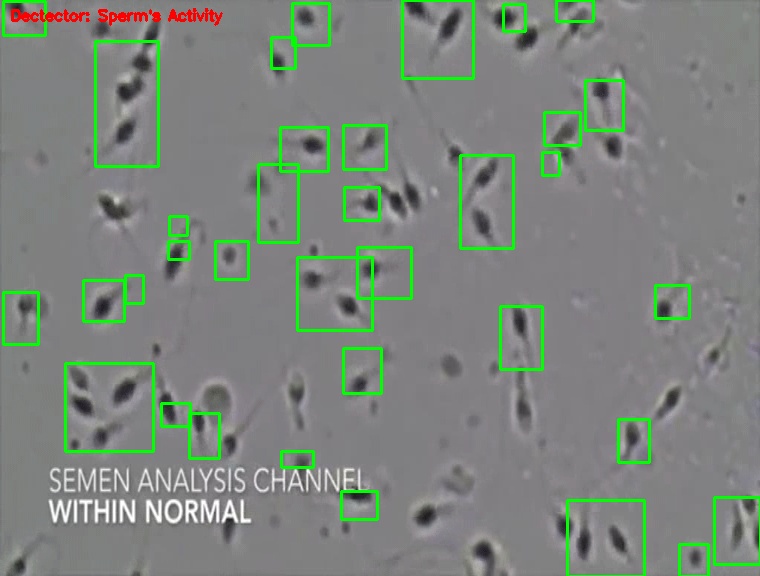 Dectector: Sperm's Activity
SEMEN ANALYSIS CHANNEL
WITHIN NORMAL